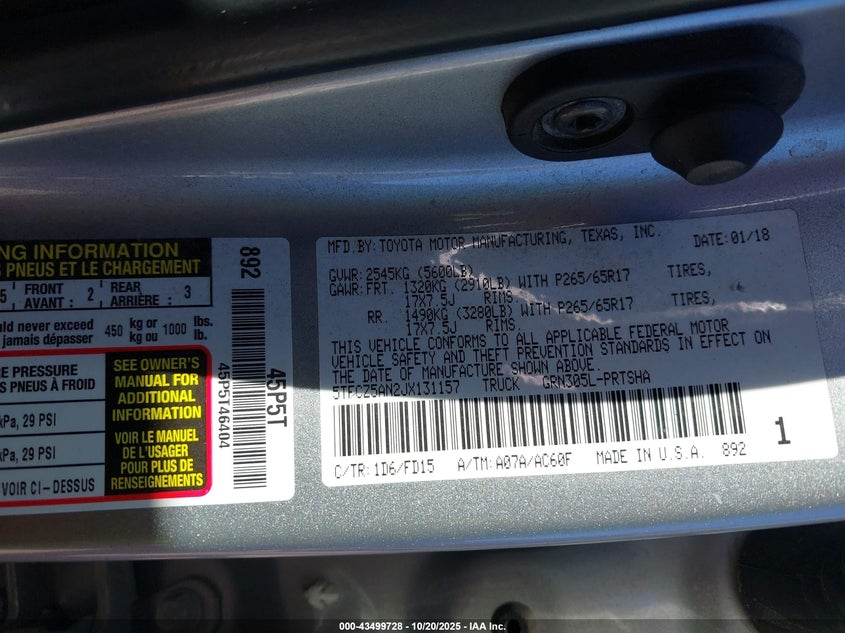 NG INFORMATION
S PNEUS ET LE CHARGEMENT
5 FRONT AVANT : 2 REAR ARRIÈRE : 3
uld never exceed 450 kg or 1000 lbs.
jamais dépasser kg ou lb.
E PRESSURE
S PNEUS À FROID
kPa, 29 PSI
kPa, 29 PSI
VOIR CI-DESSUS
SEE OWNER'S
MANUAL FOR
ADDITIONAL
INFORMATION
VOIR LE MANUEL
DE L'USAGER
POUR PLUS DE
RENSEIGNEMENTS
892
45P5T
45P5T46404
MFD.BY:TOYOTA MOTOR MANUFACTURING, TEXAS, INC. DATE:01/18
GVWR:2545KG (5600LB)
GAWR:FRT. 1320KG (2910LB) WITH P265/65R17 TIRES,
17X7.5J RIMS.
RR. 1490KG (3280LB) WITH P265/65R17 TIRES,
17X7.5J RIMS.
THIS VEHICLE CONFORMS TO ALL APPLICABLE FEDERAL MOTOR
VEHICLE SAFETY AND THEFT PREVENTION STANDARDS IN EFFECT ON
THE DATE OF MANUFACTURE SHOWN ABOVE.
5TFCZ5AN2JX131157 TRUCK GRN305L-PRTSHA
1
C/TR:1D6/FD15 A/TM:A07A/AC60F MADE IN U.S.A. 892
000-43499728 - 10/20/2025 - IAA Inc.